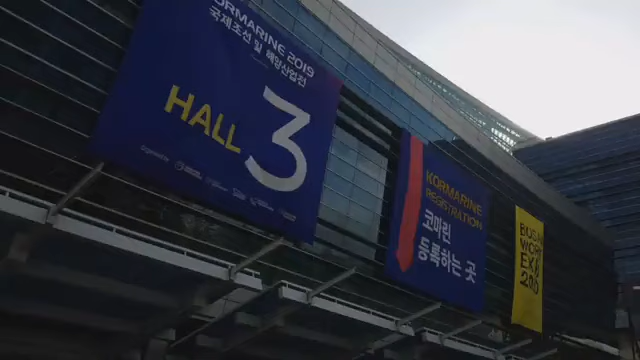 KORMARINE 2019
국제조선 및 해양산업전
HALL 3
KORMARINE
REGISTRATION
코마린
등록하는 곳